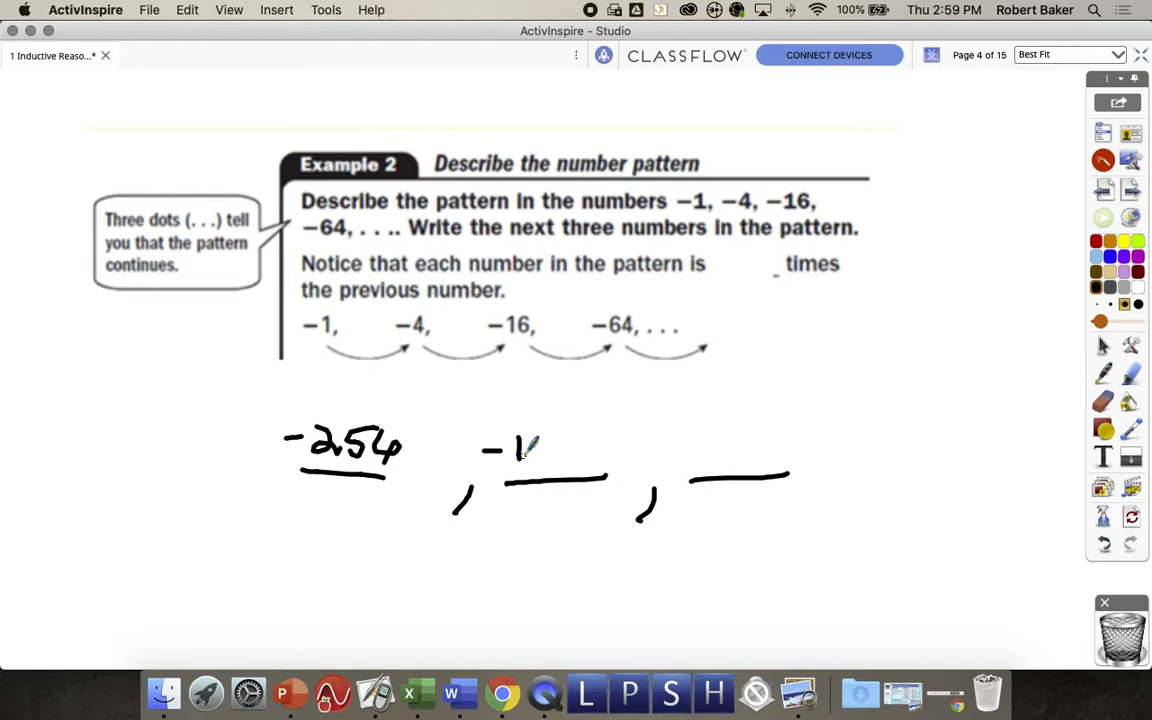 ActivInspire File Edit View Insert Tools Help 100% Thu 2:59 PM Robert Baker
ActivInspire - Studio
1 Inductive Reaso...* CLASSFLOW CONNECT DEVICES Page 4 of 15 Best Fit
Example 2 Describe the number pattern
Three dots (. . .) tell
you that the pattern
continues.
Describe the pattern in the numbers −1, −4, −16,
−64, . . .. Write the next three numbers in the pattern.
Notice that each number in the pattern is _ times
the previous number.
−1, −4, −16, −64, . . .
-256 , -1 ,
L P S H